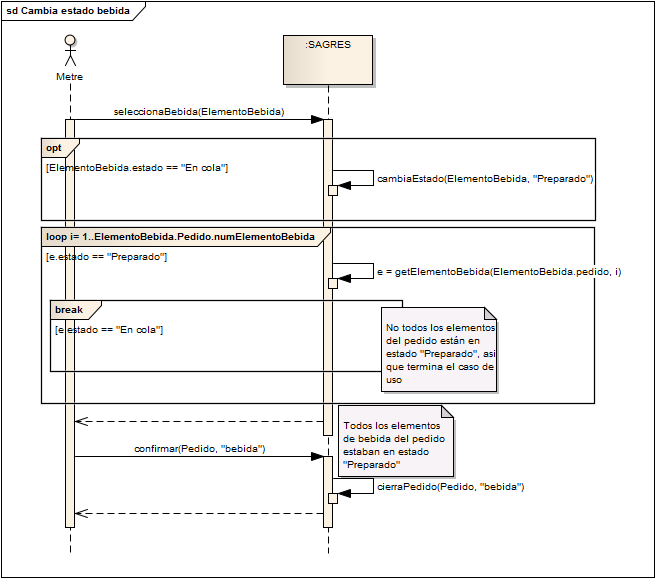 sd Cambia estado bebida
:SAGRES
Metre
seleccionaBebida(ElementoBebida)
opt
[ElementoBebida.estado == "En cola"]
cambiaEstado(ElementoBebida, "Preparado")
loop i= 1..ElementoBebida.Pedido.numElementoBebida
[e.estado == "Preparado"]
e = getElementoBebida(ElementoBebida.pedido, i)
break
[e.estado == "En cola"]
No todos los elementos
del pedido están en
estado "Preparado", asi
que termina el caso de
uso
Todos los elementos
de bebida del pedido
estaban en estado
"Preparado"
confirmar(Pedido, "bebida")
cierraPedido(Pedido, "bebida")